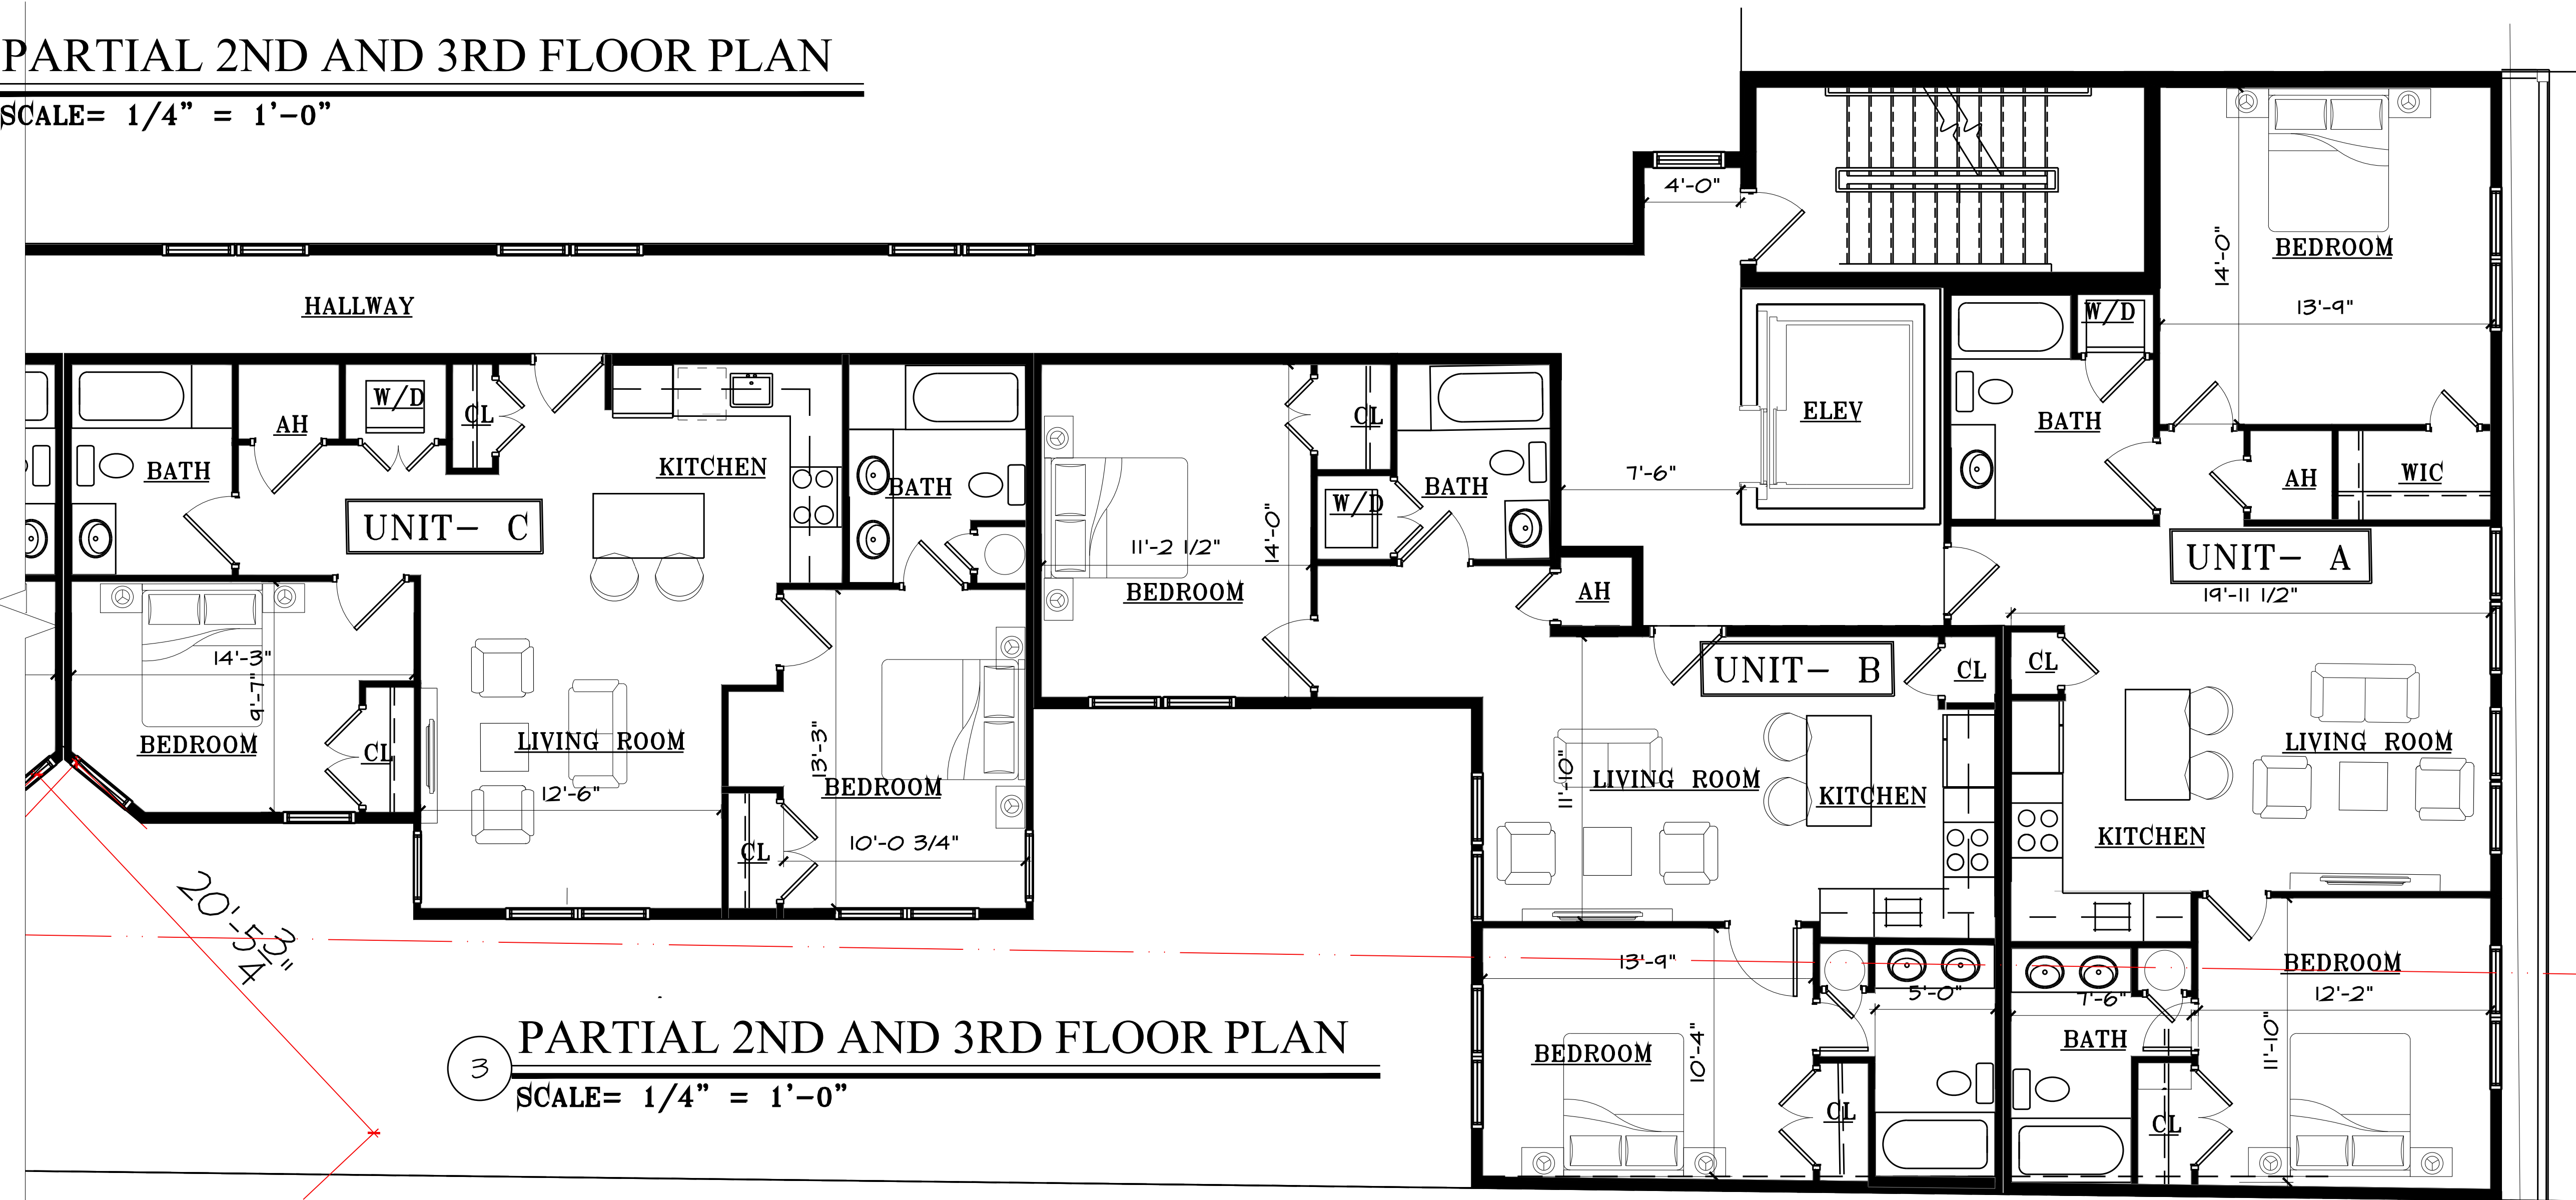 PARTIAL 2ND AND 3RD FLOOR PLAN
SCALE= 1/4" = 1'-0"
4'-0"
BEDROOM
14'-0"
13'-9"
HALLWAY
W/D
BATH
ELEV
AH
WIC
7'-6"
UNIT- A
19'-11 1/2"
CL
LIVING ROOM
KITCHEN
BEDROOM
12'-2"
11'-10"
7'-6"
BATH
CL
BATH
AH
W/D
CL
KITCHEN
BATH
UNIT- C
14'-3"
9'-7"
BEDROOM
CL
LIVING ROOM
12'-6"
13'-3"
BEDROOM
CL
10'-0 3/4"
CL
W/D
BATH
11'-2 1/2"
14'-0"
BEDROOM
AH
UNIT- B
CL
11'-10"
LIVING ROOM
KITCHEN
13'-9"
5'-0"
BEDROOM
10'-4"
CL
20'-5 3/4"
3
PARTIAL 2ND AND 3RD FLOOR PLAN
SCALE= 1/4" = 1'-0"